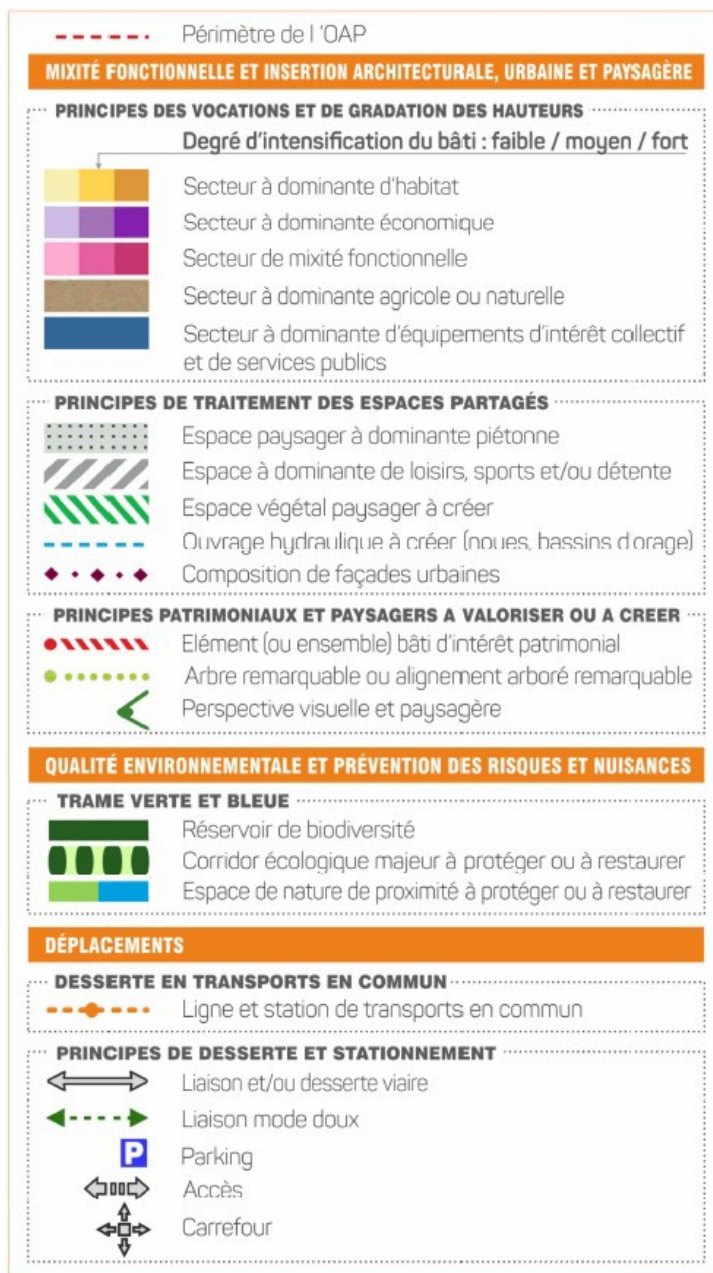 Périmètre de l 'OAP
MIXITÉ FONCTIONNELLE ET INSERTION ARCHITECTURALE, URBAINE ET PAYSAGÈRE
PRINCIPES DES VOCATIONS ET DE GRADATION DES HAUTEURS
Degré d'intensification du bâti : faible / moyen / fort
Secteur à dominante d'habitat
Secteur à dominante économique
Secteur de mixité fonctionnelle
Secteur à dominante agricole ou naturelle
Secteur à dominante d'équipements d'intérêt collectif
et de services publics
PRINCIPES DE TRAITEMENT DES ESPACES PARTAGÉS
Espace paysager à dominante piétonne
Espace à dominante de loisirs, sports et/ou détente
Espace végétal paysager à créer
Ouvrage hydraulique à créer (noues, bassins d'orage)
Composition de façades urbaines
PRINCIPES PATRIMONIAUX ET PAYSAGERS A VALORISER OU A CREER
Elément (ou ensemble) bâti d'intérêt patrimonial
Arbre remarquable ou alignement arboré remarquable
Perspective visuelle et paysagère
QUALITÉ ENVIRONNEMENTALE ET PRÉVENTION DES RISQUES ET NUISANCES
TRAME VERTE ET BLEUE
Réservoir de biodiversité
Corridor écologique majeur à protéger ou à restaurer
Espace de nature de proximité à protéger ou à restaurer
DÉPLACEMENTS
DESSERTE EN TRANSPORTS EN COMMUN
Ligne et station de transports en commun
PRINCIPES DE DESSERTE ET STATIONNEMENT
Liaison et/ou desserte viaire
Liaison mode doux
P Parking
Accès
Carrefour